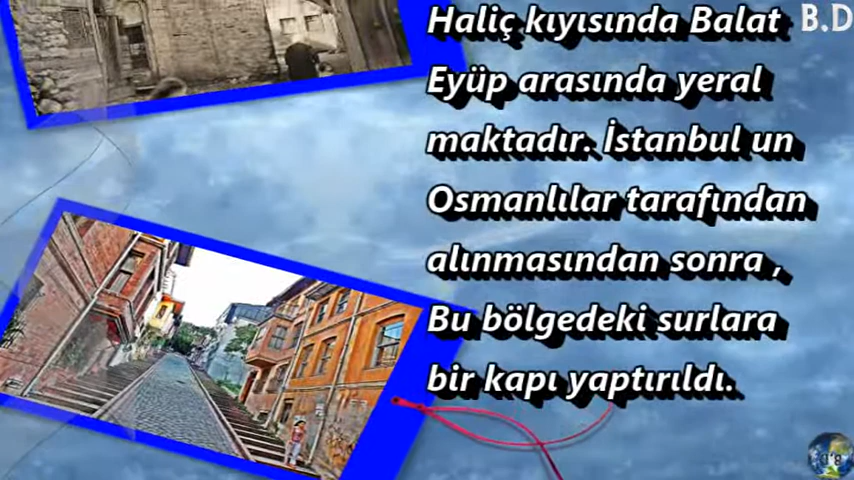 Haliç kıyısında Balat B.D
Eyüp arasında yeral
maktadır. İstanbul un
Osmanlılar tarafından
alınmasından sonra ,
Bu bölgedeki surlara
bir kapı yaptırıldı.
B.D